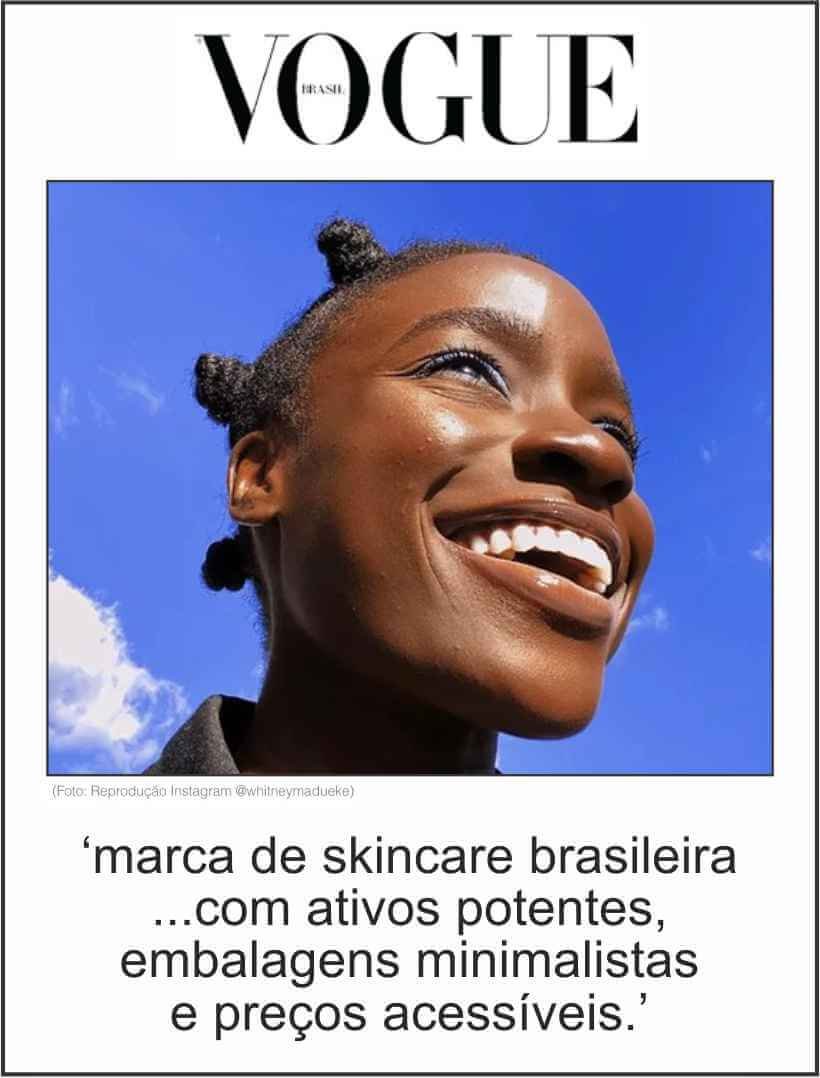 VOGUE
BRASIL
(Foto: Reprodução Instagram @whitneymadueke)
‘marca de skincare brasileira
...com ativos potentes,
embalagens minimalistas
e preços acessíveis.’